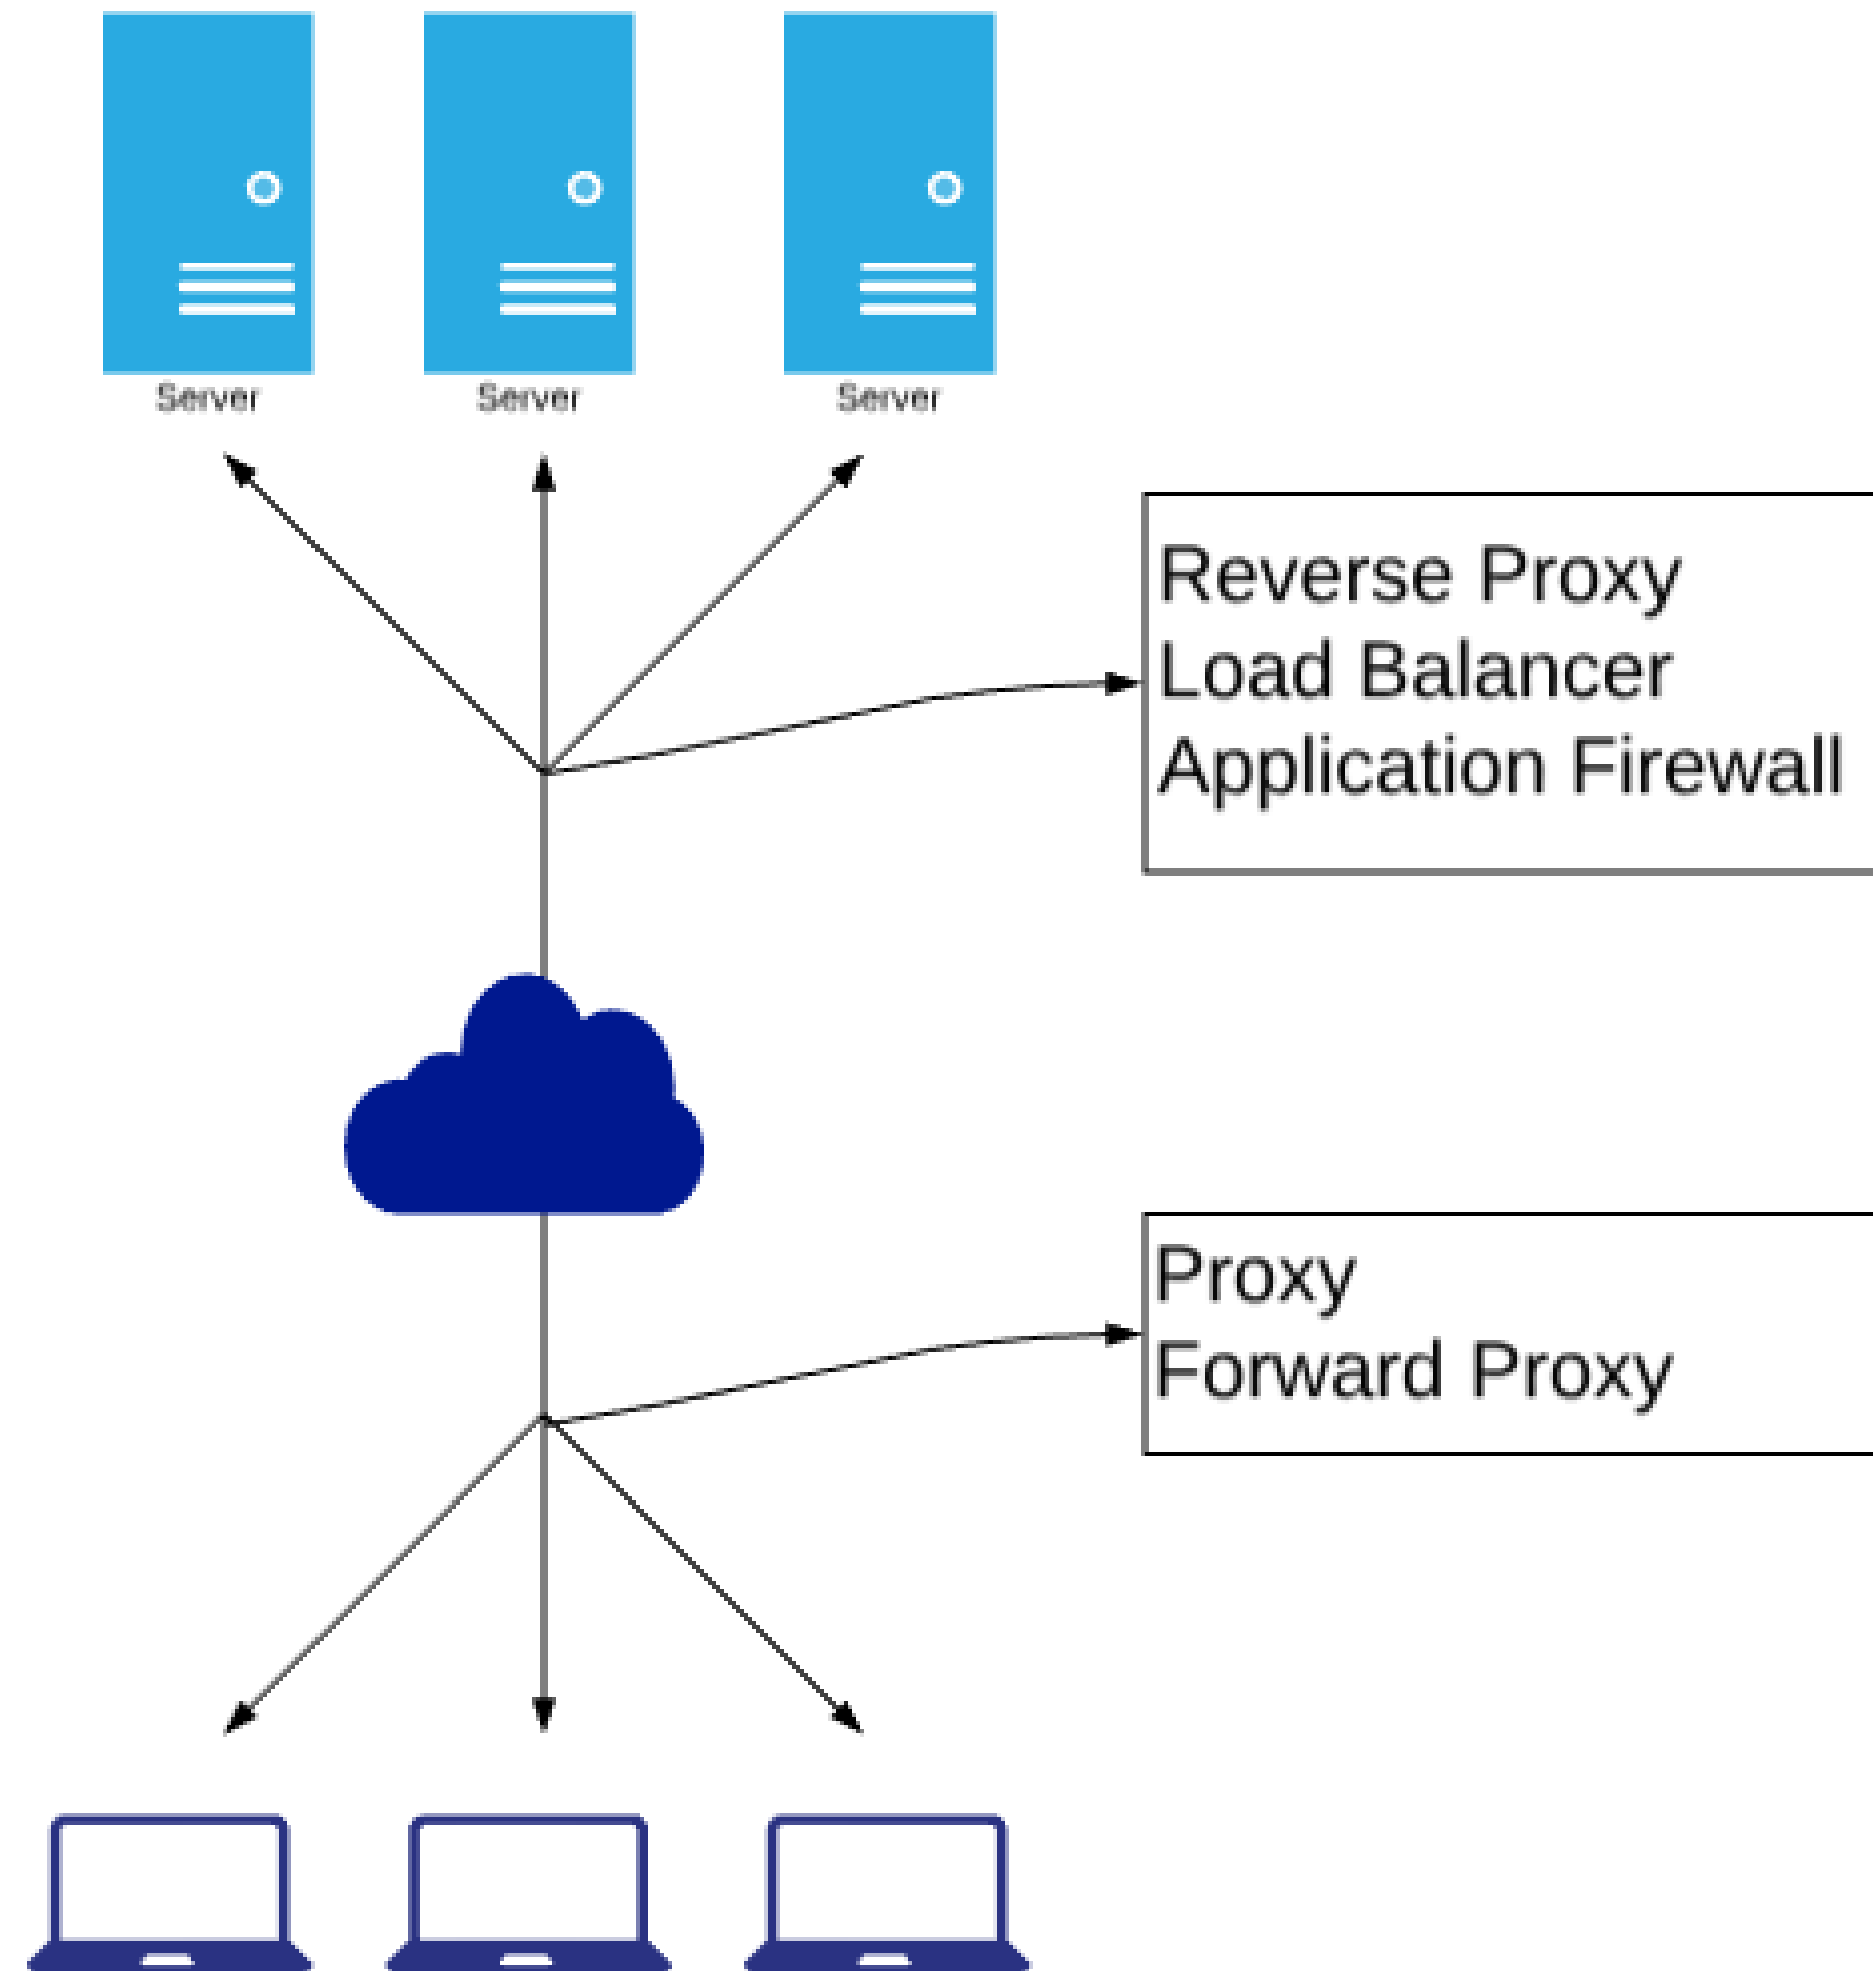 Server
Server
Server
Reverse Proxy
Load Balancer
Application Firewall
Proxy
Forward Proxy